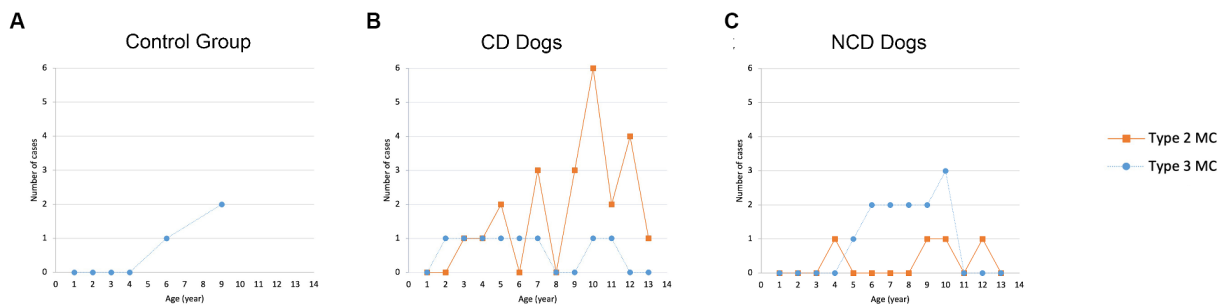 A
Control Group
6
5
4
3
2
1
0
Number of cases
0 1 2 3 4 5 6 7 8 9 10 11 12 13 14
Age (year)
B
CD Dogs
6
5
4
3
2
1
0
Number of cases
0 1 2 3 4 5 6 7 8 9 10 11 12 13 14
Age (year)
C
NCD Dogs
6
5
4
3
2
1
0
Number of cases
0 1 2 3 4 5 6 7 8 9 10 11 12 13 14
Age (year)
Type 2 MC
Type 3 MC